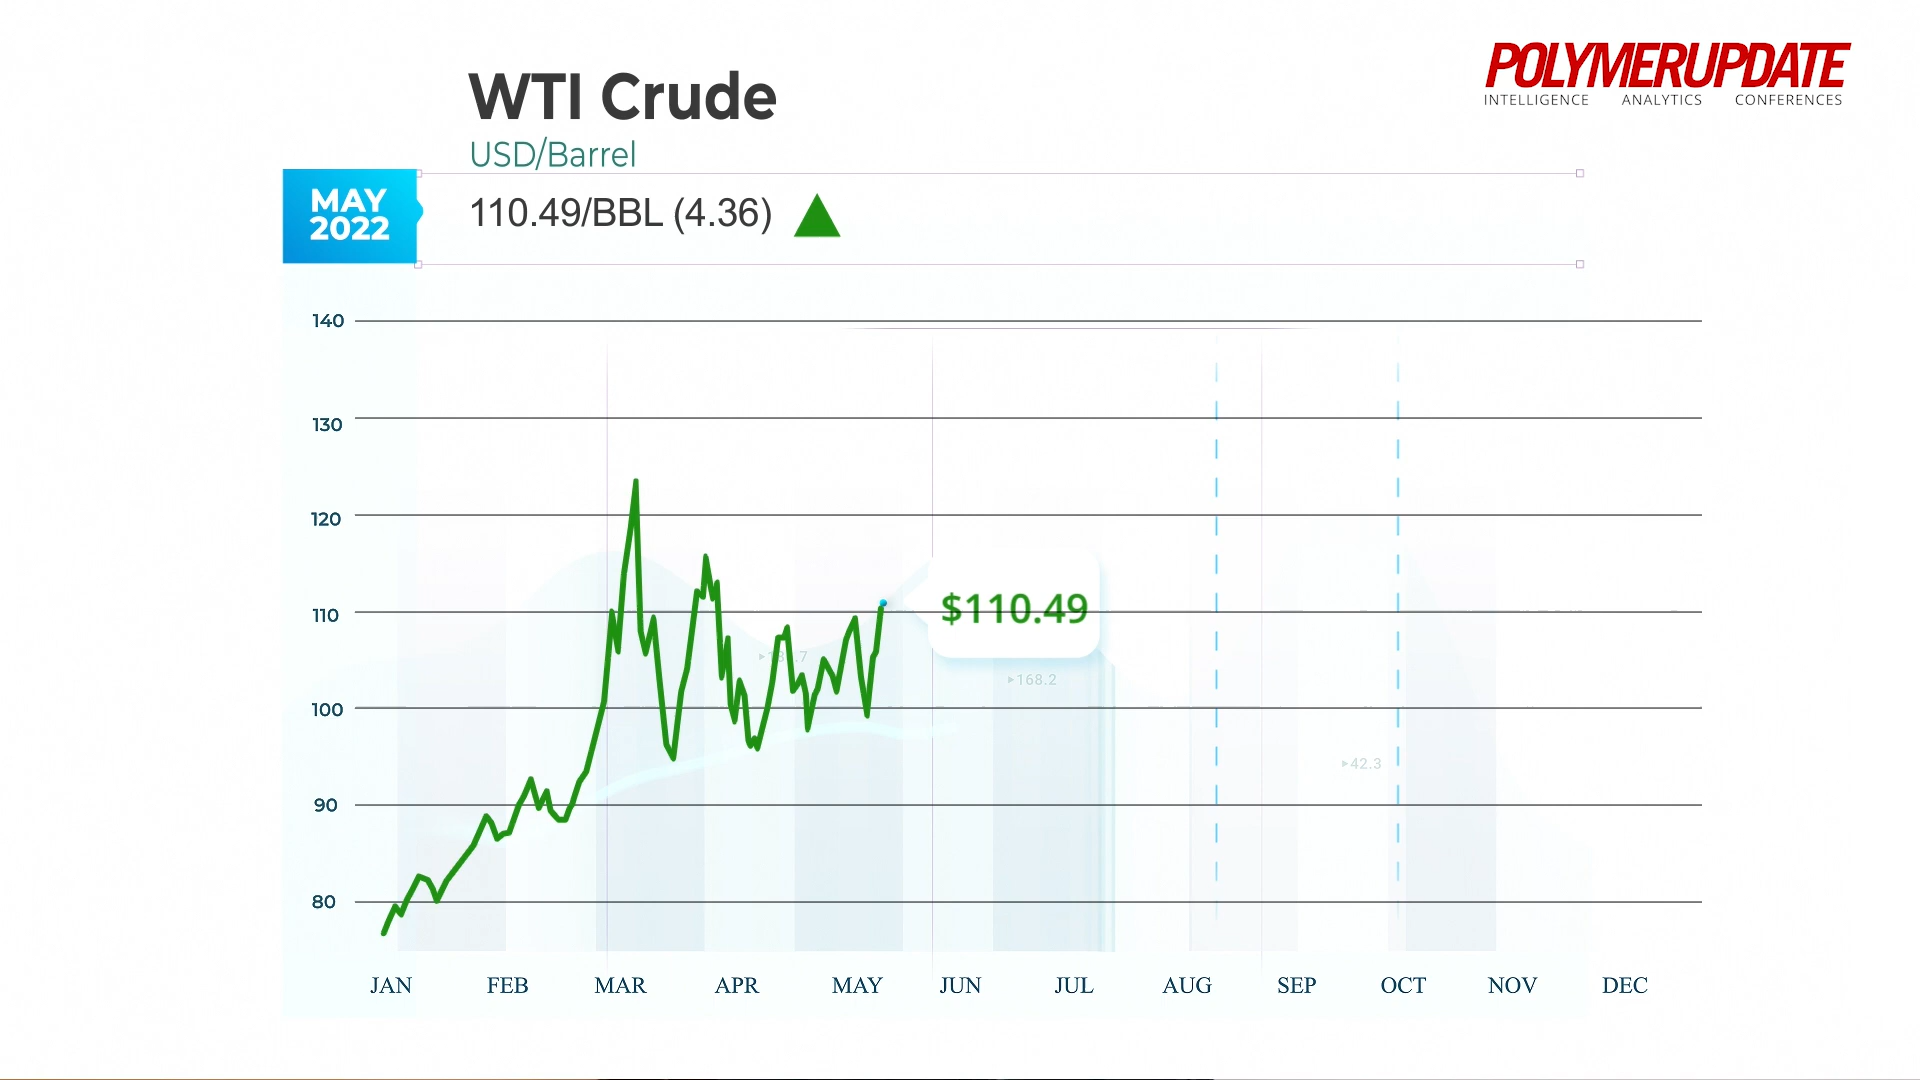 POLYMERUPDATE
INTELLIGENCE ANALYTICS CONFERENCES
WTI Crude
USD/Barrel
MAY
2022
110.49/BBL (4.36)
140
130
120
110
100
90
80
$110.49
168.2
42.3
JAN FEB MAR APR MAY JUN JUL AUG SEP OCT NOV DEC